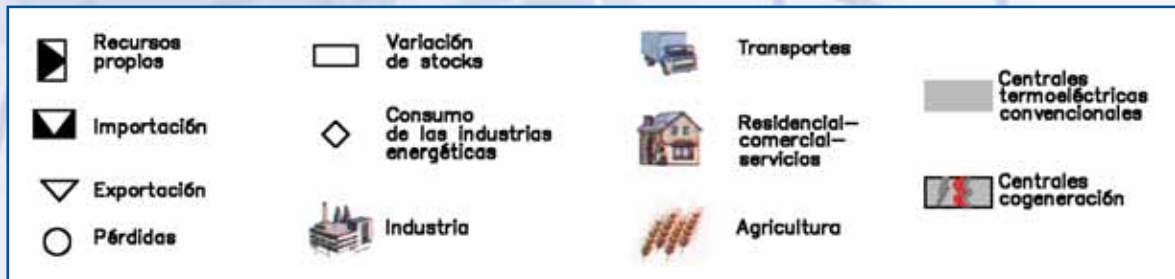 Recursos
propios
Importación
Exportación
Pérdidas
Variación
de stocks
Consumo
de las industrias
energéticas
Industria
Transportes
Residencial—
comercial—
servicios
Agricultura
Centrales
termoeléctricas
convencionales
Centrales
cogeneración